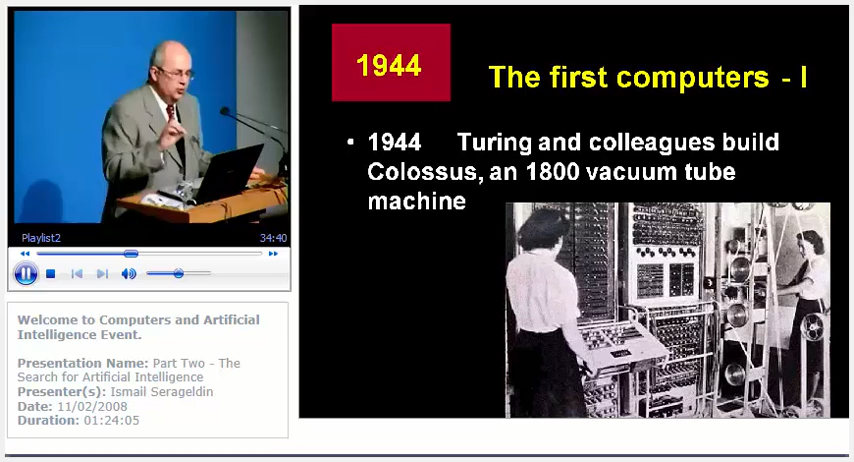 1944
The first computers - I
• 1944 Turing and colleagues build
Colossus, an 1800 vacuum tube
machine
Playlist2 34:40
Welcome to Computers and Artificial
Intelligence Event.
Presentation Name: Part Two - The
Search for Artificial Intelligence
Presenter(s): Ismail Serageldin
Date: 11/02/2008
Duration: 01:24:05